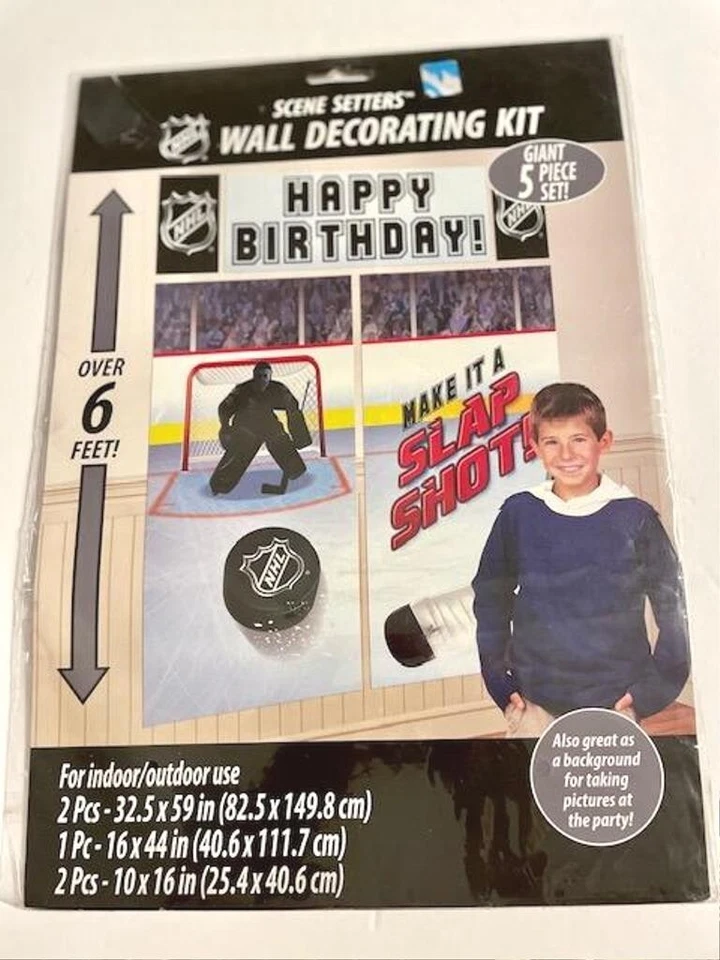 SCENE SETTERS™
NHL WALL DECORATING KIT
GIANT
5 PIECE
SET!
NHL
HAPPY
BIRTHDAY!
NHL
OVER
6
FEET!
MAKE IT A
SLAP
SHOT!
NHL
For indoor/outdoor use
2 Pcs - 32.5 x 59 in (82.5 x 149.8 cm)
1 Pc - 16 x 44 in (40.6 x 111.7 cm)
2 Pcs - 10 x 16 in (25.4 x 40.6 cm)
Also great as
a background
for taking
pictures at
the party!